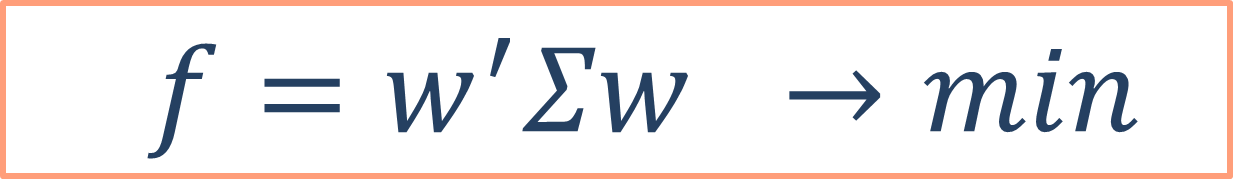 f = w′Σw → min